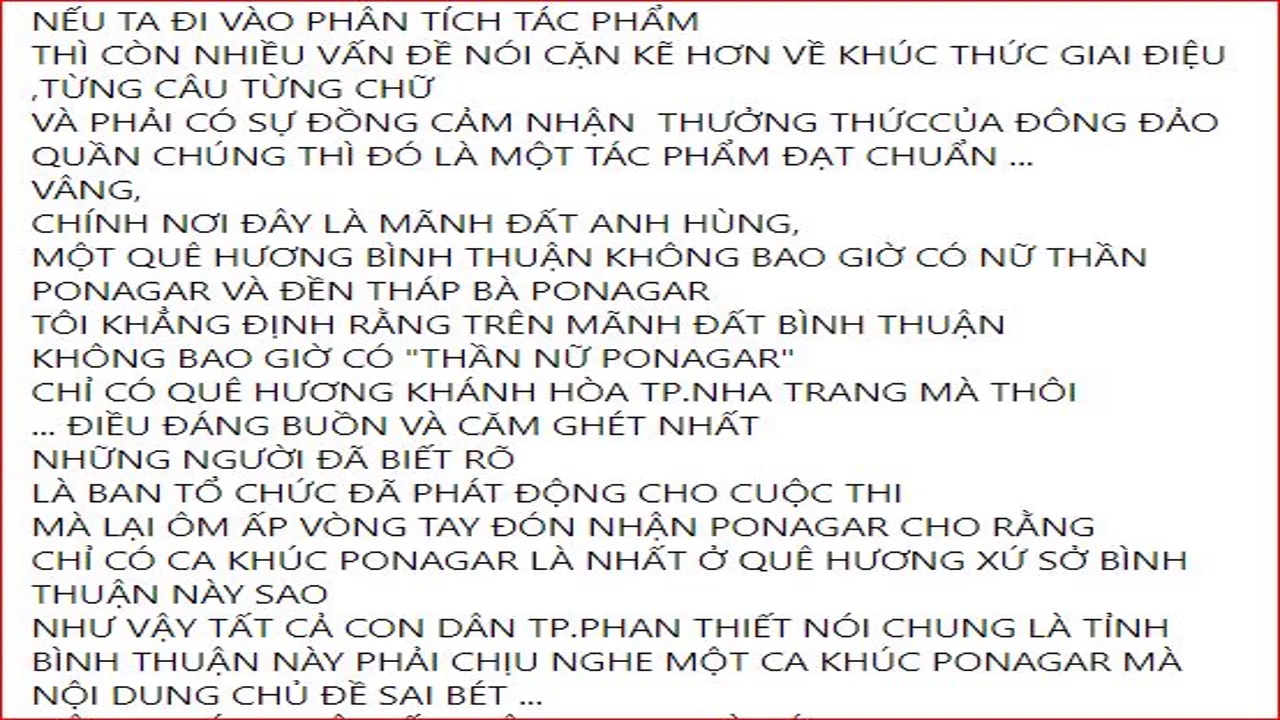 NẾU TA ĐI VÀO PHÂN TÍCH TÁC PHẨM
THÌ CÒN NHIỀU VẤN ĐỀ NÓI CẶN KẼ HƠN VỀ KHÚC THỨC GIAI ĐIỆU
,TỪNG CÂU TỪNG CHỮ
VÀ PHẢI CÓ SỰ ĐỒNG CẢM NHẬN  THƯỞNG THỨCCỦA ĐÔNG ĐẢO
QUẦN CHÚNG THÌ ĐÓ LÀ MỘT TÁC PHẨM ĐẠT CHUẨN ...
VÂNG,
CHÍNH NƠI ĐÂY LÀ MÃNH ĐẤT ANH HÙNG,
MỘT QUÊ HƯƠNG BÌNH THUẬN KHÔNG BAO GIỜ CÓ NỮ THẦN
PONAGAR VÀ ĐỀN THÁP BÀ PONAGAR
TÔI KHẲNG ĐỊNH RẰNG TRÊN MÃNH ĐẤT BÌNH THUẬN
KHÔNG BAO GIỜ CÓ "THẦN NỮ PONAGAR"
CHỈ CÓ QUÊ HƯƠNG KHÁNH HÒA TP.NHA TRANG MÀ THÔI
... ĐIỀU ĐÁNG BUỒN VÀ CĂM GHÉT NHẤT
NHỮNG NGƯỜI ĐÃ BIẾT RÕ
LÀ BAN TỔ CHỨC ĐÃ PHÁT ĐỘNG CHO CUỘC THI
MÀ LẠI ÔM ẤP VÒNG TAY ĐÓN NHẬN PONAGAR CHO RẰNG
CHỈ CÓ CA KHÚC PONAGAR LÀ NHẤT Ở QUÊ HƯƠNG XỨ SỞ BÌNH
THUẬN NÀY SAO
NHƯ VẬY TẤT CẢ CON DÂN TP.PHAN THIẾT NÓI CHUNG LÀ TỈNH
BÌNH THUẬN NÀY PHẢI CHỊU NGHE MỘT CA KHÚC PONAGAR MÀ
NỘI DUNG CHỦ ĐỀ SAI BÉT ...